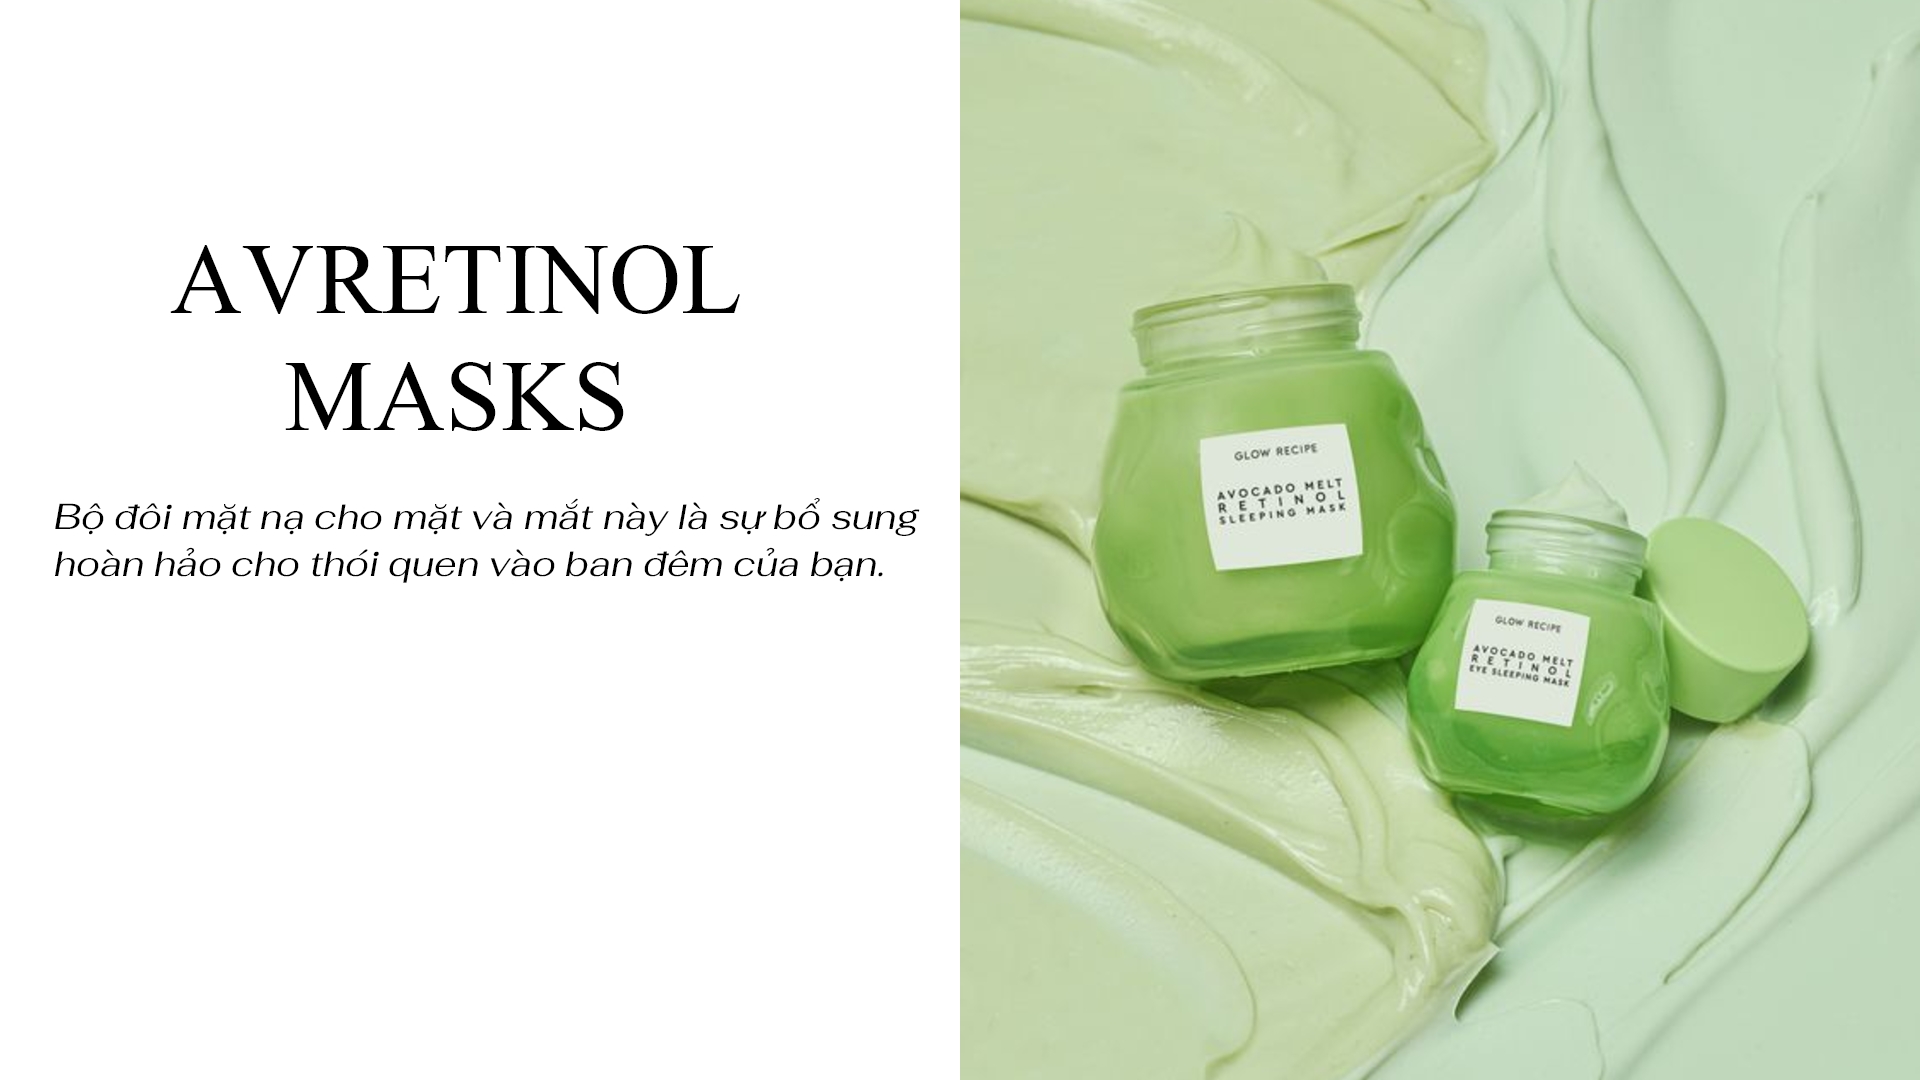 AVRETINOL
MASKS
Bộ đôi mặt nạ cho mặt và mắt này là sự bổ sung
hoàn hảo cho thói quen vào ban đêm của bạn.
GLOW RECIPE
AVOCADO MELT
RETINOL
SLEEPING MASK
GLOW RECIPE
AVOCADO MELT
RETINOL
EYE SLEEPING MASK